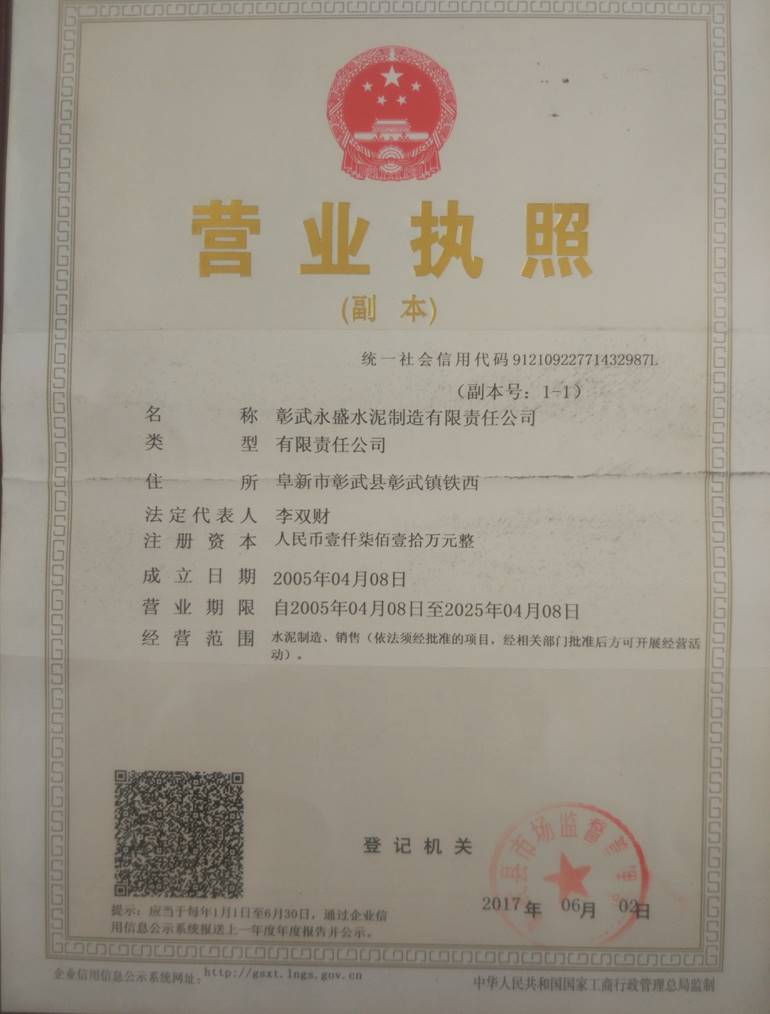 营业执照
(副 本)
统一社会信用代码 91210922771432987L
（副本号：1-1）
名 称 彰武永盛水泥制造有限责任公司
类 型 有限责任公司
住 所 阜新市彰武县彰武镇铁西
法定代表人 李双财
注册资本 人民币壹仟柒佰壹拾万元整
成立日期 2005年04月08日
营业期限 自2005年04月08日至2025年04月08日
经营范围 水泥制造、销售（依法须经批准的项目，经相关部门批准后方可开展经营活
动）。
登记机关
县市场监督管理
2017年 06月 02日
提示：应当于每年1月1日至6月30日，通过企业信
用信息公示系统报送上一年度年度报告并公示。
企业信用信息公示系统网址：http://gsxt.lngs.gov.cn
中华人民共和国国家工商行政管理总局监制